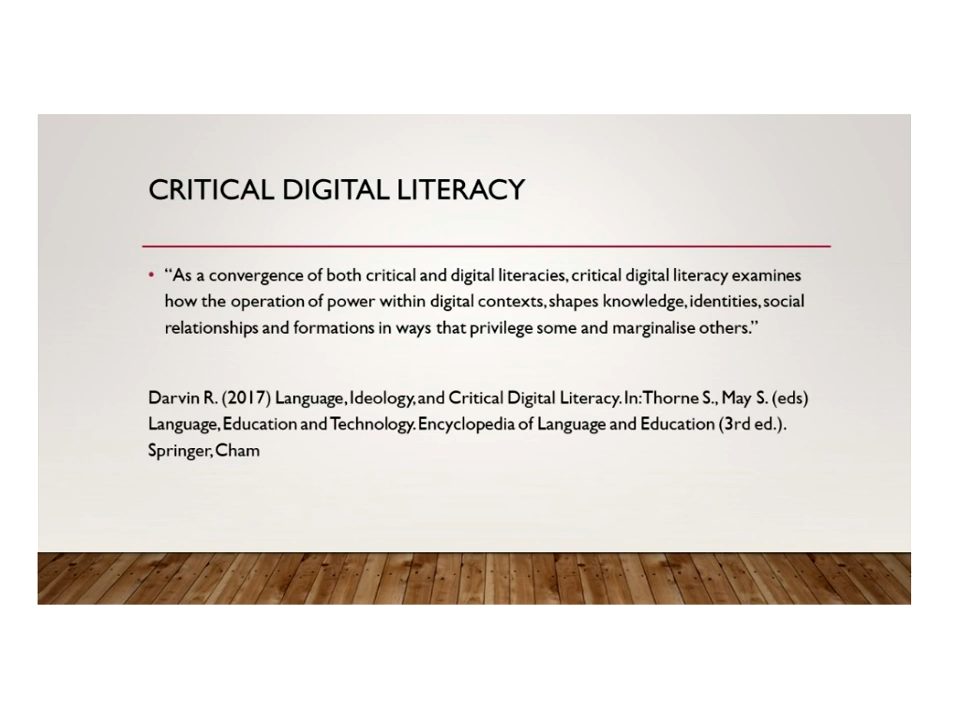 CRITICAL DIGITAL LITERACY
• “As a convergence of both critical and digital literacies, critical digital literacy examines
how the operation of power within digital contexts, shapes knowledge, identities, social
relationships and formations in ways that privilege some and marginalise others.”
Darvin R. (2017) Language, Ideology, and Critical Digital Literacy. In: Thorne S., May S. (eds)
Language, Education and Technology. Encyclopedia of Language and Education (3rd ed.).
Springer, Cham